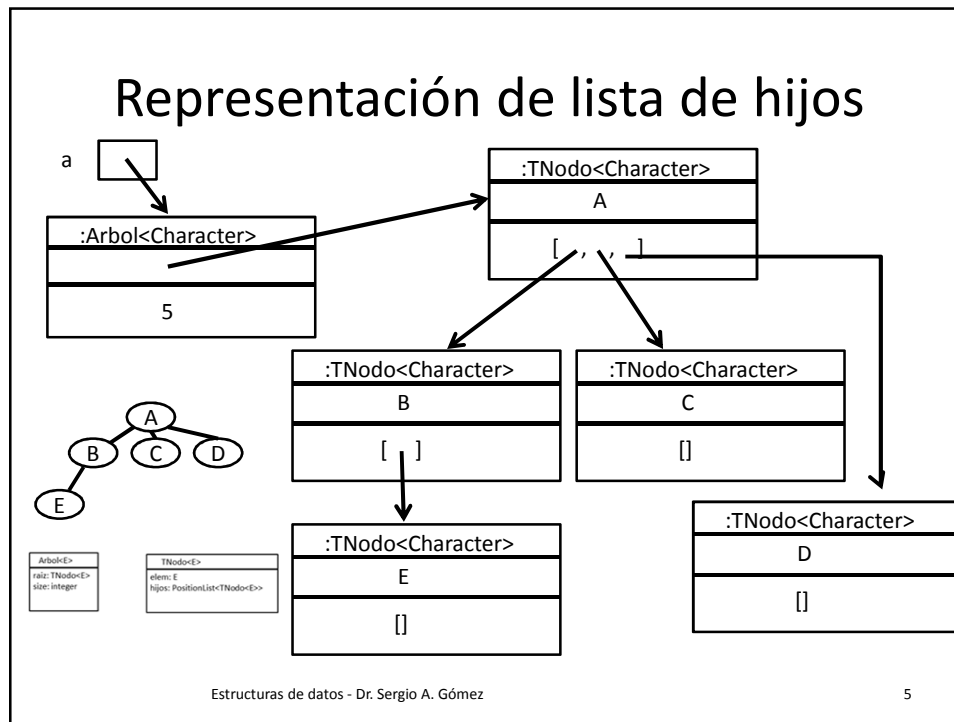 Representación de lista de hijos
a
:TNodo<Character>
A
[ , , ]
:Arbol<Character>
5
:TNodo<Character>
B
[ ]
:TNodo<Character>
C
[]
A
B C D
E
:TNodo<Character>
E
[]
:TNodo<Character>
D
[]
Arbol<E>
raiz: TNodo<E>
size: integer
TNodo<E>
elem: E
hijos: PositionList<TNodo<E>>
Estructuras de datos - Dr. Sergio A. Gómez
5